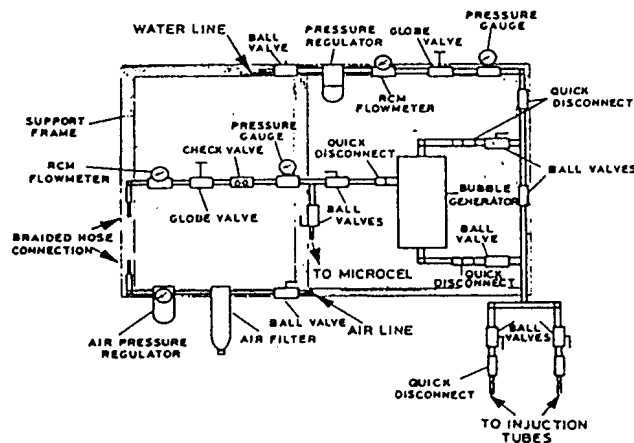 WATER LINE
BALL
VALVE
PRESSURE
REGULATOR
GLOBE
VALVE
PRESSURE
GAUGE
RCM
FLOWMETER
QUICK
DISCONNECT
SUPPORT
FRAME
RCM
FLOWMETER
CHECK VALVE
PRESSURE
GAUGE
QUICK
DISCONNECT
BALL VALVES
GLOBE VALVE
BALL
VALVES
BUBBLE
GENERATOR
BRAIDED HOSE
CONNECTION
TO MICROCEL
BALL
VALVE
QUICK
DISCONNECT
AIR PRESSURE
REGULATOR
AIR FILTER
BALL VALVE
AIR LINE
BALL
VALVES
QUICK
DISCONNECT
TO INJUCTION
TUBES